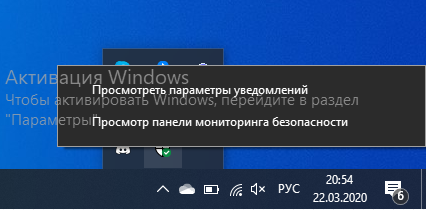 Активация Windows
Просмотреть параметры уведомлений
Чтобы активировать Windows, перейдите в раздел
"Параметры".
Просмотр панели мониторинга безопасности
РУС
20:54
22.03.2020
6